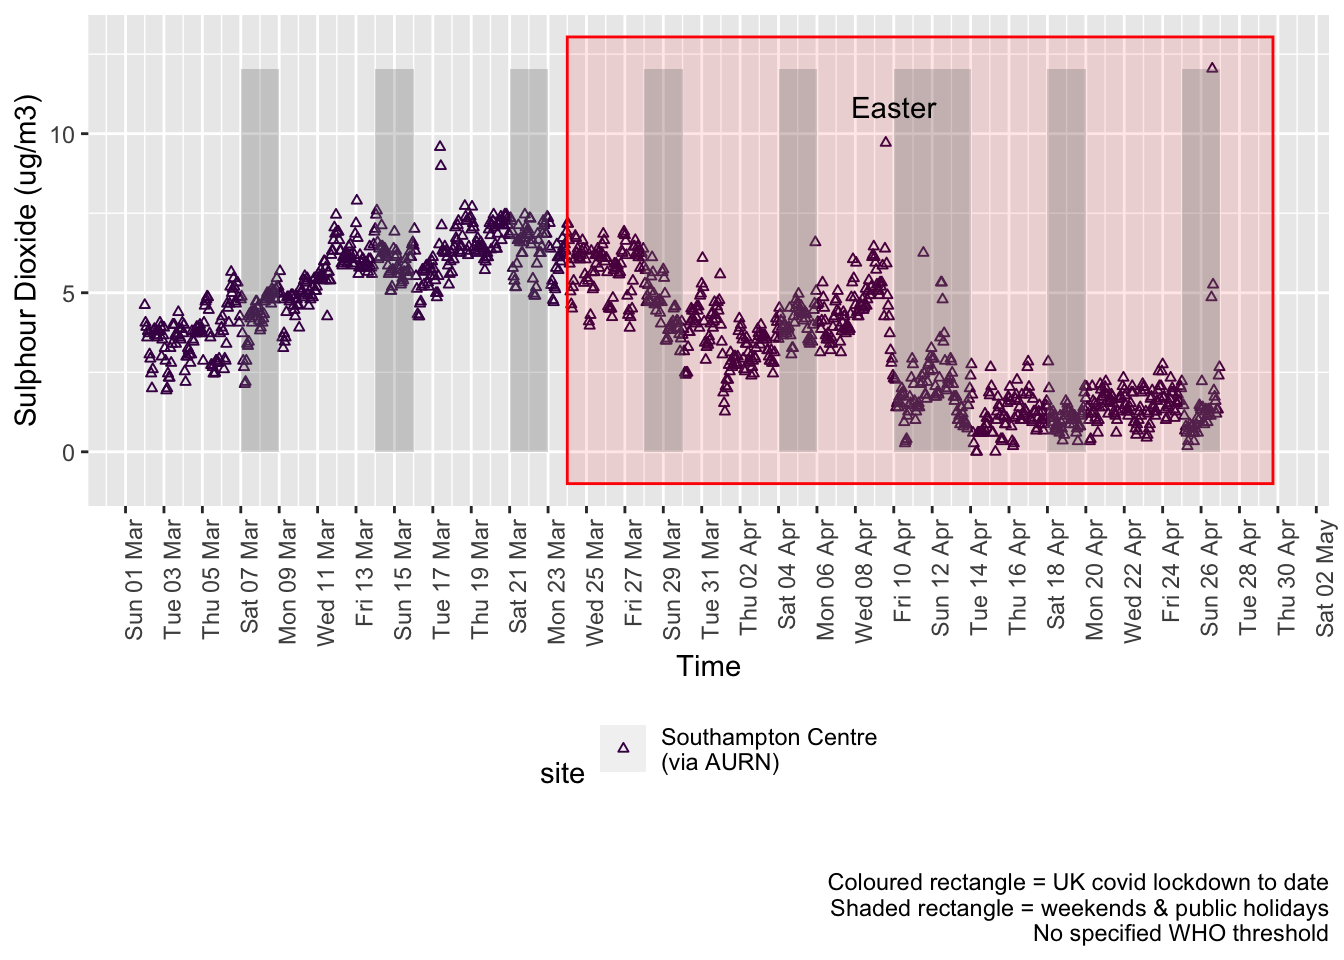 Sulphour Dioxide (ug/m3)
10
5
0
Easter
Sun 01 Mar
Tue 03 Mar
Thu 05 Mar
Sat 07 Mar
Mon 09 Mar
Wed 11 Mar
Fri 13 Mar
Sun 15 Mar
Tue 17 Mar
Thu 19 Mar
Sat 21 Mar
Mon 23 Mar
Wed 25 Mar
Fri 27 Mar
Sun 29 Mar
Tue 31 Mar
Thu 02 Apr
Sat 04 Apr
Mon 06 Apr
Wed 08 Apr
Fri 10 Apr
Sun 12 Apr
Tue 14 Apr
Thu 16 Apr
Sat 18 Apr
Mon 20 Apr
Wed 22 Apr
Fri 24 Apr
Sun 26 Apr
Tue 28 Apr
Thu 30 Apr
Sat 02 May
Time
site
Southampton Centre
(via AURN)
Coloured rectangle = UK covid lockdown to date
Shaded rectangle = weekends & public holidays
No specified WHO threshold